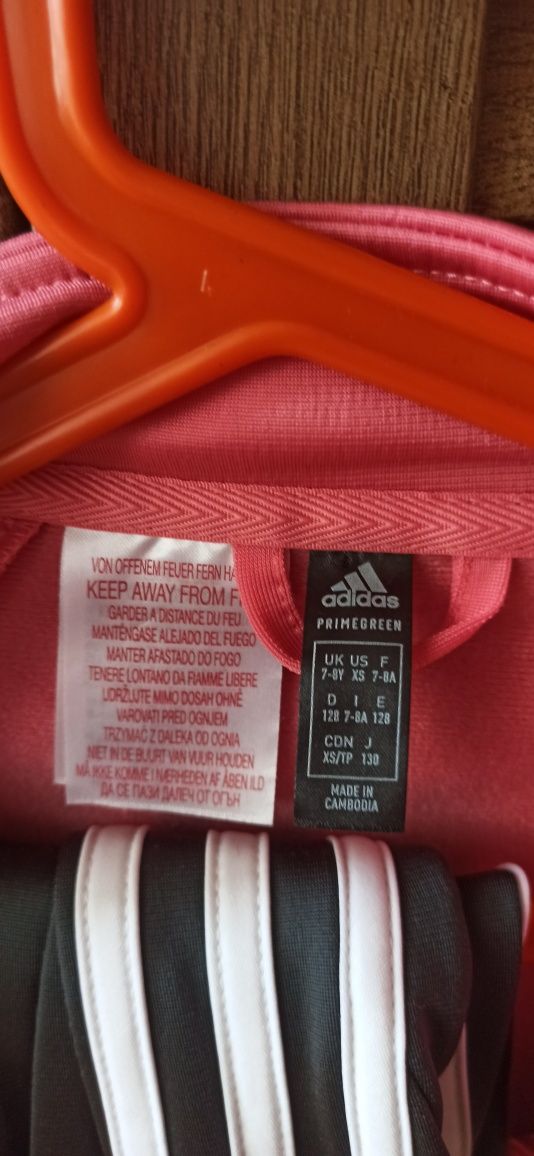 VON OFFENEM FEUER FERN
KEEP AWAY FROM
GARDER A DISTANCE DU FEU
MANTÉNGASE ALEJADO DEL FUEGO
MANTER AFASTADO DO FOGO
TENERE LONTANO DA FIAMME LIBERE
UDRŽUJTE MIMO DOSAH OHNĚ
VAROVATI PRED OGNJEM
TRZYMAĆ Z DALEKA OD OGNIA
NIET IN DE BUURT VAN VUUR HOUDEN
MÅ IKKE KOMME I NÆRHEDEN AF ÅBEN ILD
ДА СЕ ПАЗИ ДАЛЕЧ ОТ ОГЪН
adidas
PRIMEGREEN
UK US F
7-8Y XS 7-8A
D I E
128 7-8A 128
CDN J
XS/TP 130
MADE IN
CAMBODIA